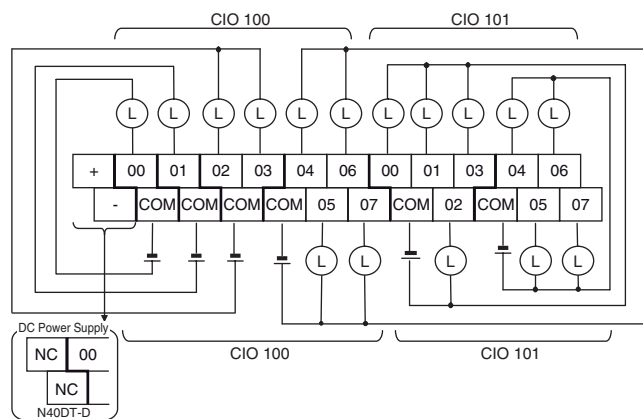 CIO 100 CIO 101
L L L L L L L L L L L
+ 00 01 02 03 04 06 00 01 03 04 06
- COM COM COM COM 05 07 COM 02 COM 05 07
L L L L L
DC Power Supply
NC 00
NC
N40DT-D
CIO 100 CIO 101